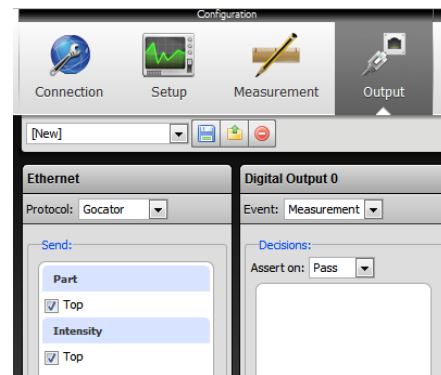 Configuration
Connection Setup Measurement Output
[New]
Ethernet
Protocol: Gocator
Send:
Part
Top
Intensity
Top
Digital Output 0
Event: Measurement
Decisions:
Assert on: Pass